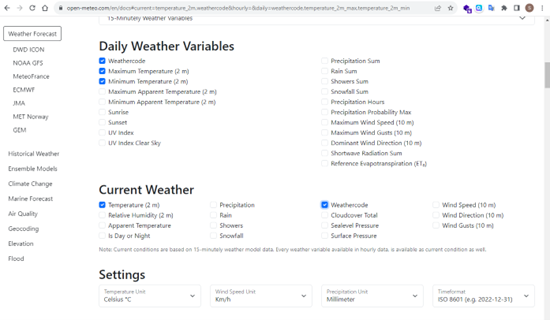 open-meteo.com/en/docs#current=temperature_2m,weathercode&hourly=&daily=weathercode,temperature_2m_max,temperature_2m_min
15-Minutely Weather Variables
Weather Forecast
DWD ICON
NOAA GFS
MeteoFrance
ECMWF
JMA
MET Norway
GEM
Historical Weather
Ensemble Models
Climate Change
Marine Forecast
Air Quality
Geocoding
Elevation
Flood
Daily Weather Variables
Weathercode
Maximum Temperature (2 m)
Minimum Temperature (2 m)
Maximum Apparent Temperature (2 m)
Minimum Apparent Temperature (2 m)
Sunrise
Sunset
UV Index
UV Index Clear Sky
Precipitation Sum
Rain Sum
Showers Sum
Snowfall Sum
Precipitation Hours
Precipitation Probability Max
Maximum Wind Speed (10 m)
Maximum Wind Gusts (10 m)
Dominant Wind Direction (10 m)
Shortwave Radiation Sum
Reference Evapotranspiration (ET₀)
Current Weather
Temperature (2 m)
Relative Humidity (2 m)
Apparent Temperature
Is Day or Night
Precipitation
Rain
Showers
Snowfall
Weathercode
Cloudcover Total
Sealevel Pressure
Surface Pressure
Wind Speed (10 m)
Wind Direction (10 m)
Wind Gusts (10 m)
Note: Current conditions are based on 15-minutely weather model data. Every weather variable available in hourly data, is available as current condition as well.
Settings
Temperature Unit
Celsius °C
Wind Speed Unit
Km/h
Precipitation Unit
Millimeter
Timeformat
ISO 8601 (e.g. 2022-12-31)